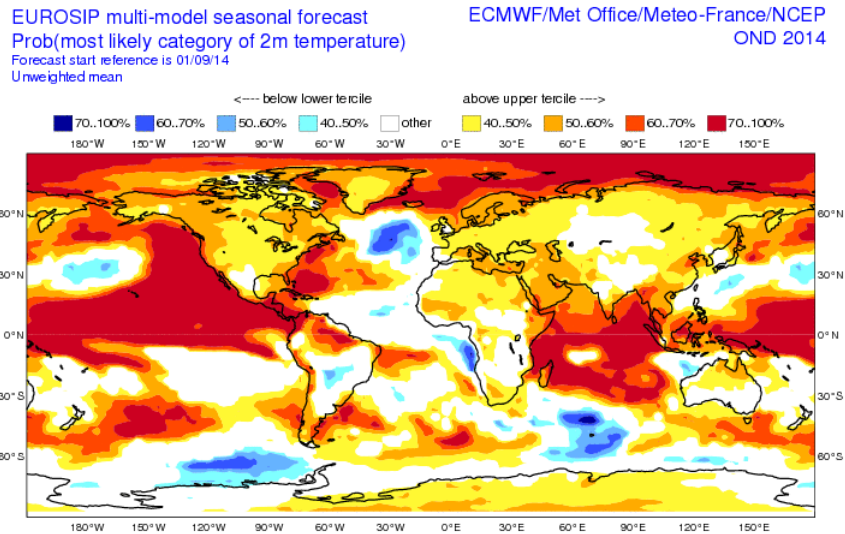 EUROSIP multi-model seasonal forecast
ECMWF/Met Office/Meteo-France/NCEP
Prob(most likely category of 2m temperature)
OND 2014
Forecast start reference is 01/09/14
Unweighted mean
<---- below lower tercile
above upper tercile ---->
70..100% 60..70% 50..60% 40..50% other 40..50% 50..60% 60..70% 70..100%
180°W 150°W 120°W 90°W 60°W 30°W 0°E 30°E 60°E 90°E 120°E 150°E
60°N 60°N
30°N 30°N
0°N 0°N
30°S 30°S
60°S 60°S
180°W 150°W 120°W 90°W 60°W 30°W 0°E 30°E 60°E 90°E 120°E 150°E